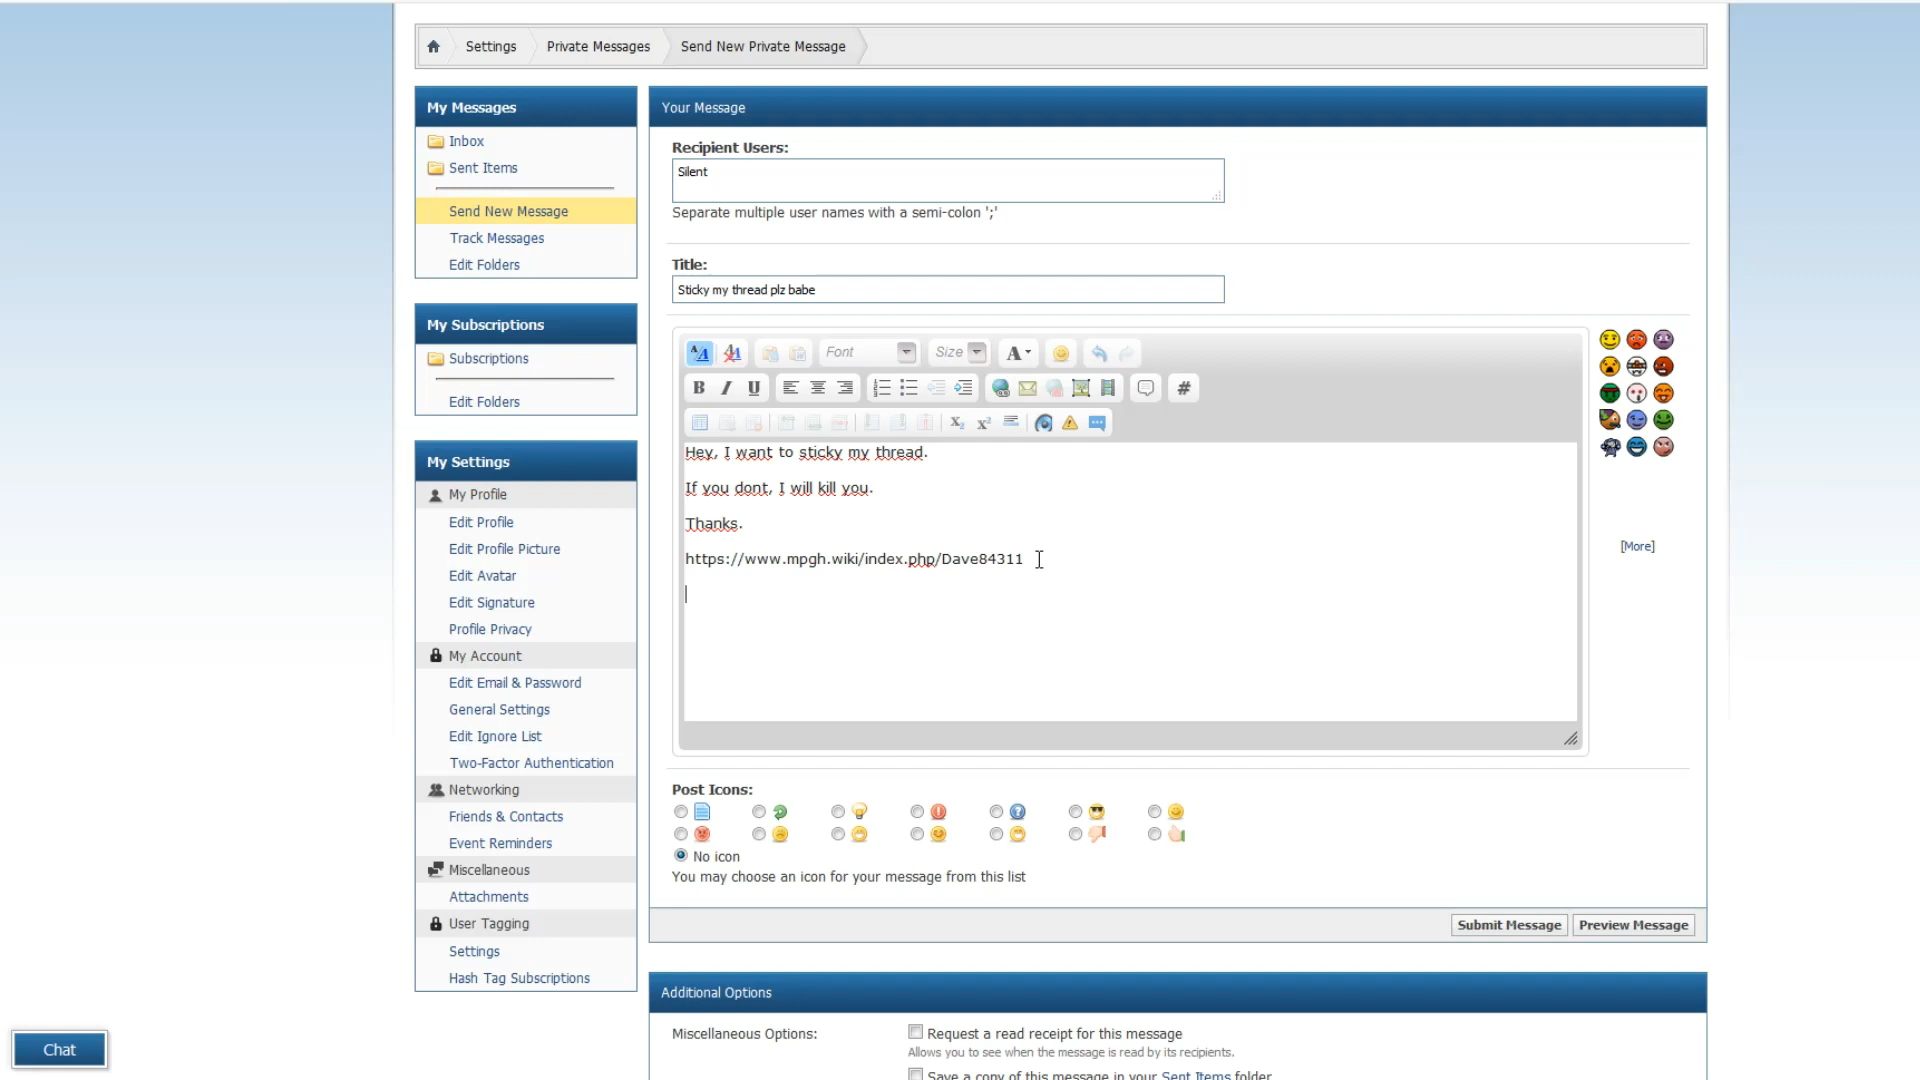 Settings
Private Messages
Send New Private Message
My Messages
Inbox
Sent Items
Send New Message
Track Messages
Edit Folders
My Subscriptions
Subscriptions
Edit Folders
My Settings
My Profile
Edit Profile
Edit Profile Picture
Edit Avatar
Edit Signature
Profile Privacy
My Account
Edit Email & Password
General Settings
Edit Ignore List
Two-Factor Authentication
Networking
Friends & Contacts
Event Reminders
Miscellaneous
Attachments
User Tagging
Settings
Hash Tag Subscriptions
Chat
Your Message
Recipient Users:
Silent
Separate multiple user names with a semi-colon ';'
Title:
Sticky my thread plz babe
Font
Size
Hey, I want to sticky my thread.
If you dont, I will kill you.
Thanks.
https://www.mpgh.wiki/index.php/Dave84311
[More]
Post Icons:
No icon
You may choose an icon for your message from this list
Submit Message
Preview Message
Additional Options
Miscellaneous Options:
Request a read receipt for this message
Allows you to see when the message is read by its recipients.
Save a copy of this message in your Sent Items folder